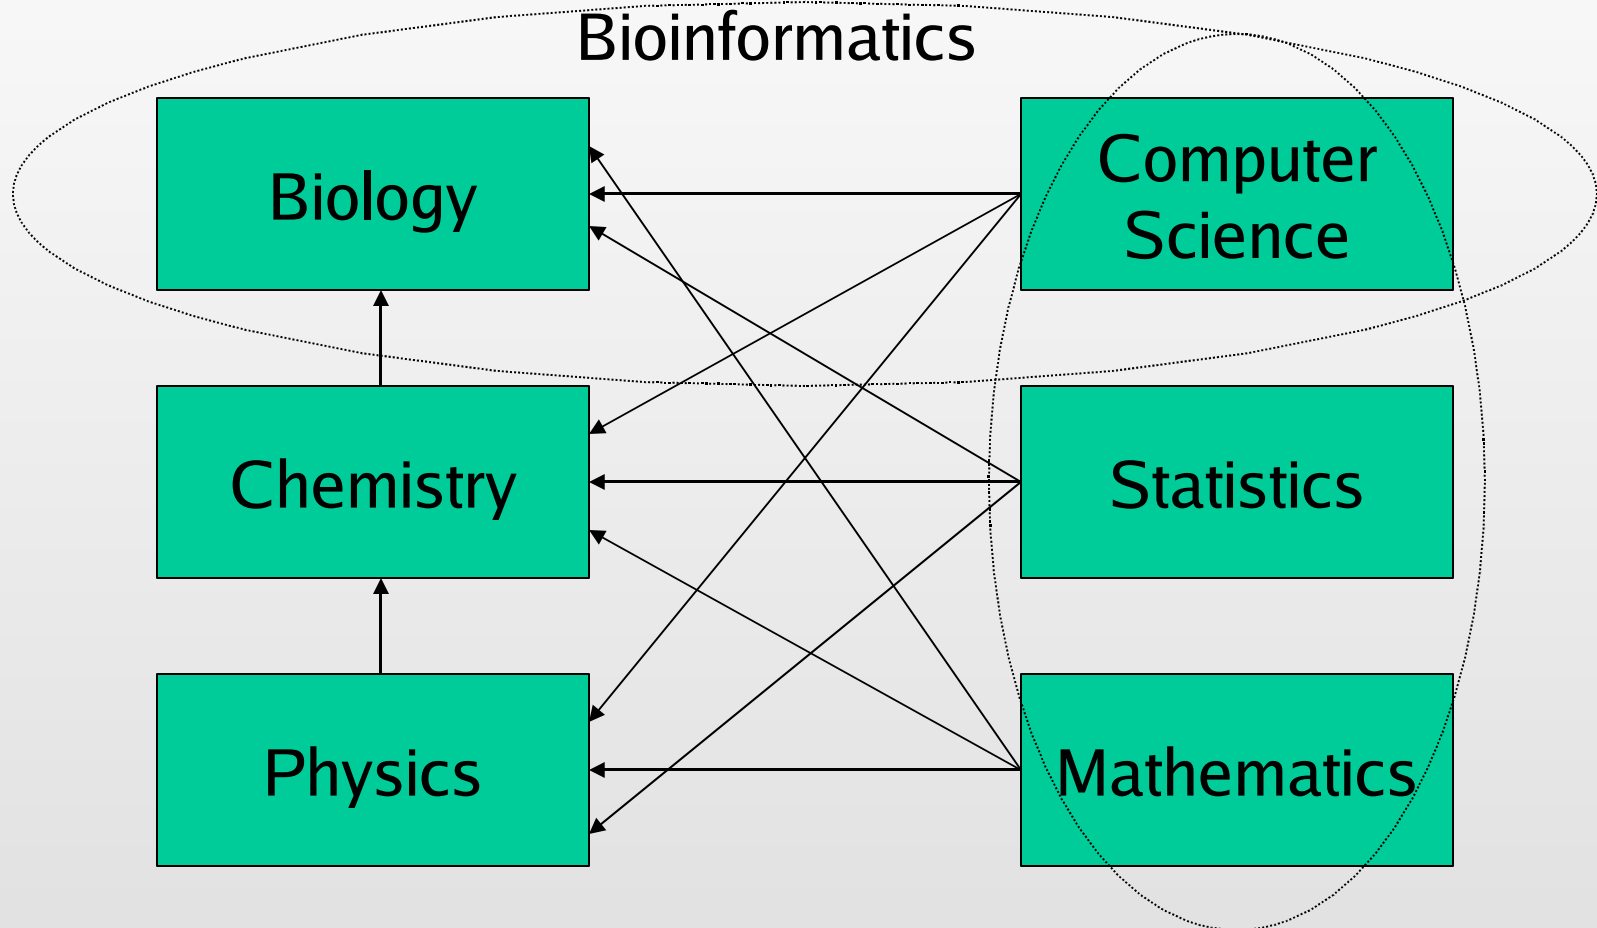 Bioinformatics
Biology
Computer
Science
Chemistry
Statistics
Physics
Mathematics